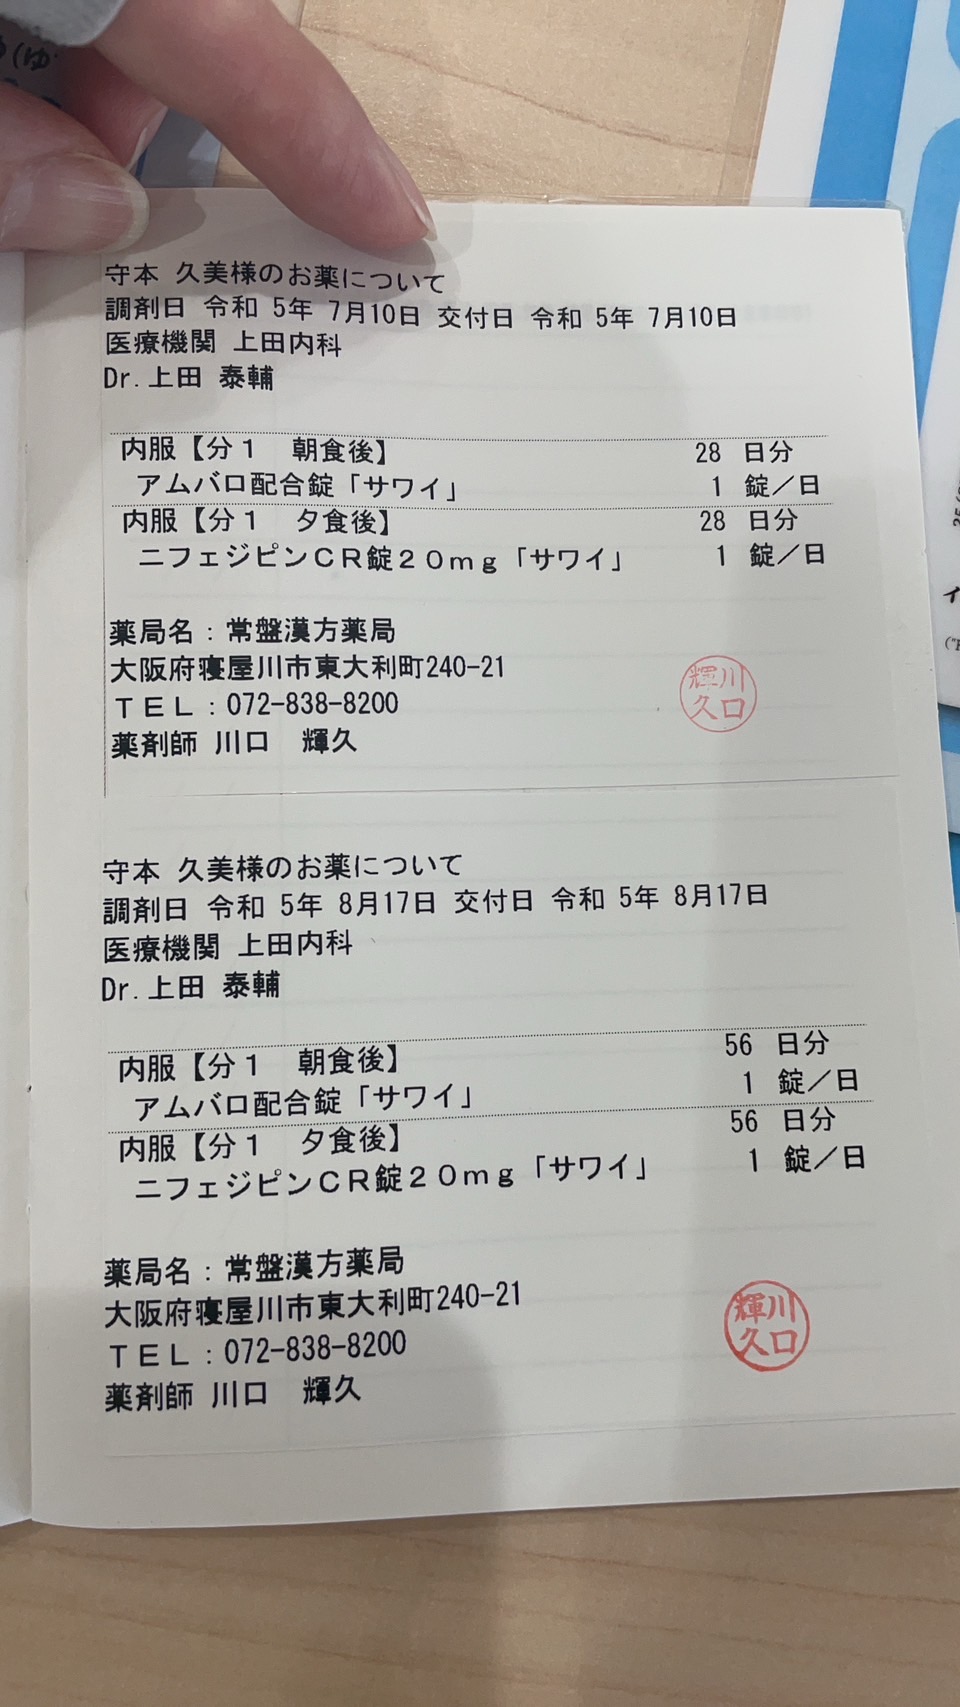 守本 久美様のお薬について
調剤日 令和 5年 7月10日 交付日 令和 5年 7月10日
医療機関 上田内科
Dr.上田 泰輔
内服【分1　朝食後】 28 日分
アムバロ配合錠「サワイ」 1 錠／日
内服【分1　夕食後】 28 日分
ニフェジピンCR錠20mg「サワイ」 1 錠／日
薬局名：常盤漢方薬局
大阪府寝屋川市東大利町240-21
TEL：072-838-8200
薬剤師 川口　輝久
川口輝久
守本 久美様のお薬について
調剤日 令和 5年 8月17日 交付日 令和 5年 8月17日
医療機関 上田内科
Dr.上田 泰輔
内服【分1　朝食後】 56 日分
アムバロ配合錠「サワイ」 1 錠／日
内服【分1　夕食後】 56 日分
ニフェジピンCR錠20mg「サワイ」 1 錠／日
薬局名：常盤漢方薬局
大阪府寝屋川市東大利町240-21
TEL：072-838-8200
薬剤師 川口　輝久
川口輝久